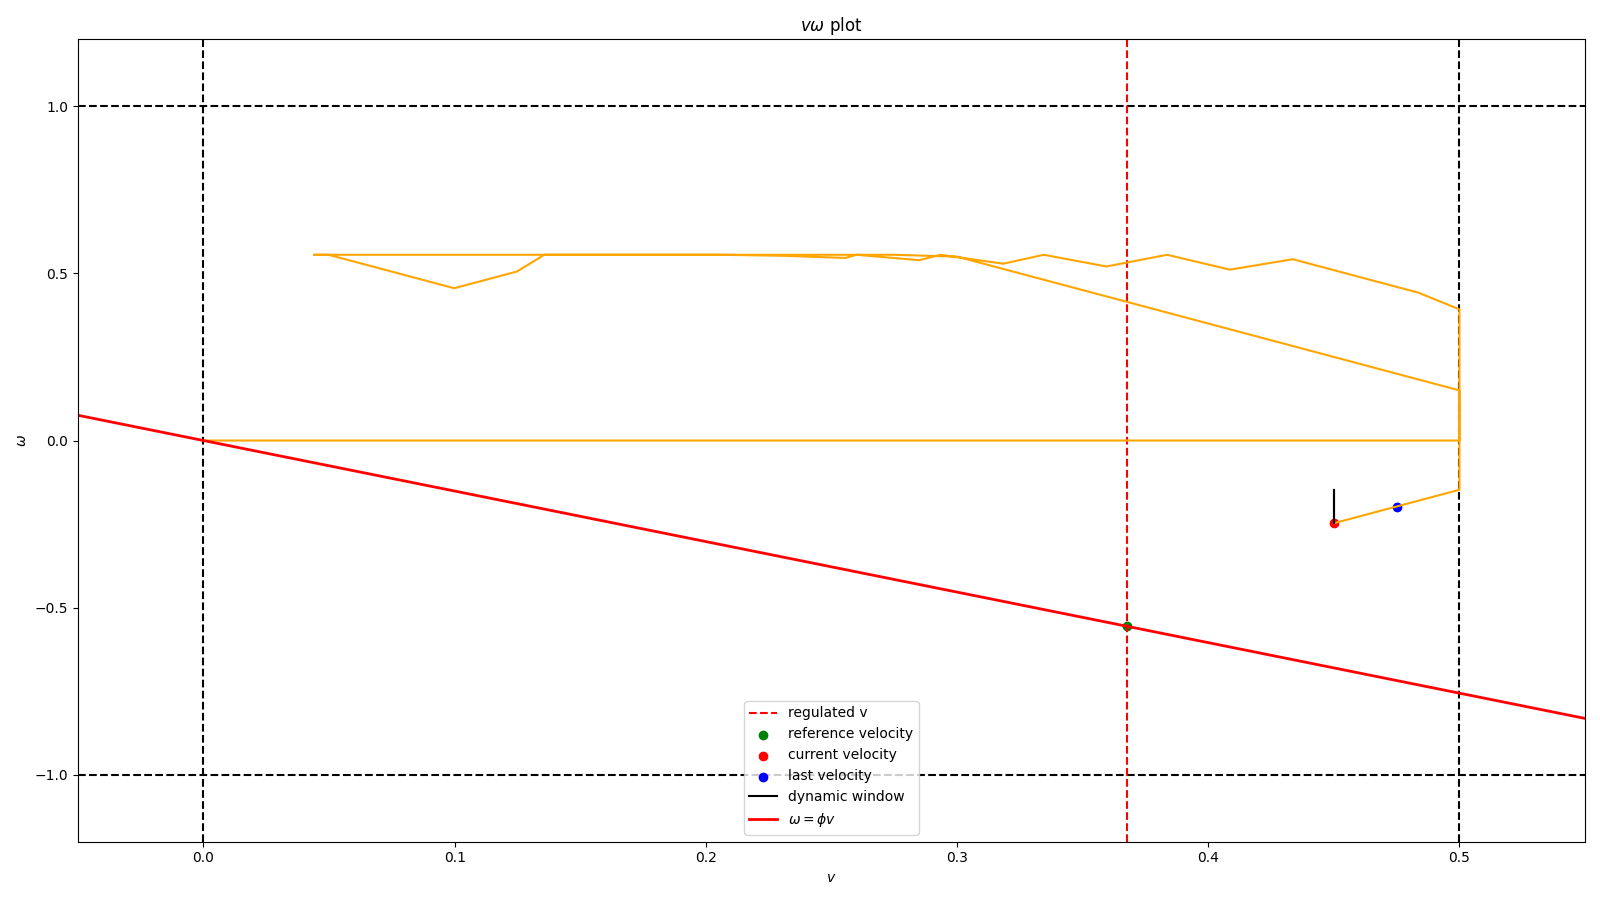 vω plot
1.0
0.5
0.0
−0.5
−1.0
ω
0.0 0.1 0.2 0.3 0.4 0.5
v
regulated v
reference velocity
current velocity
last velocity
dynamic window
ω = ϕv